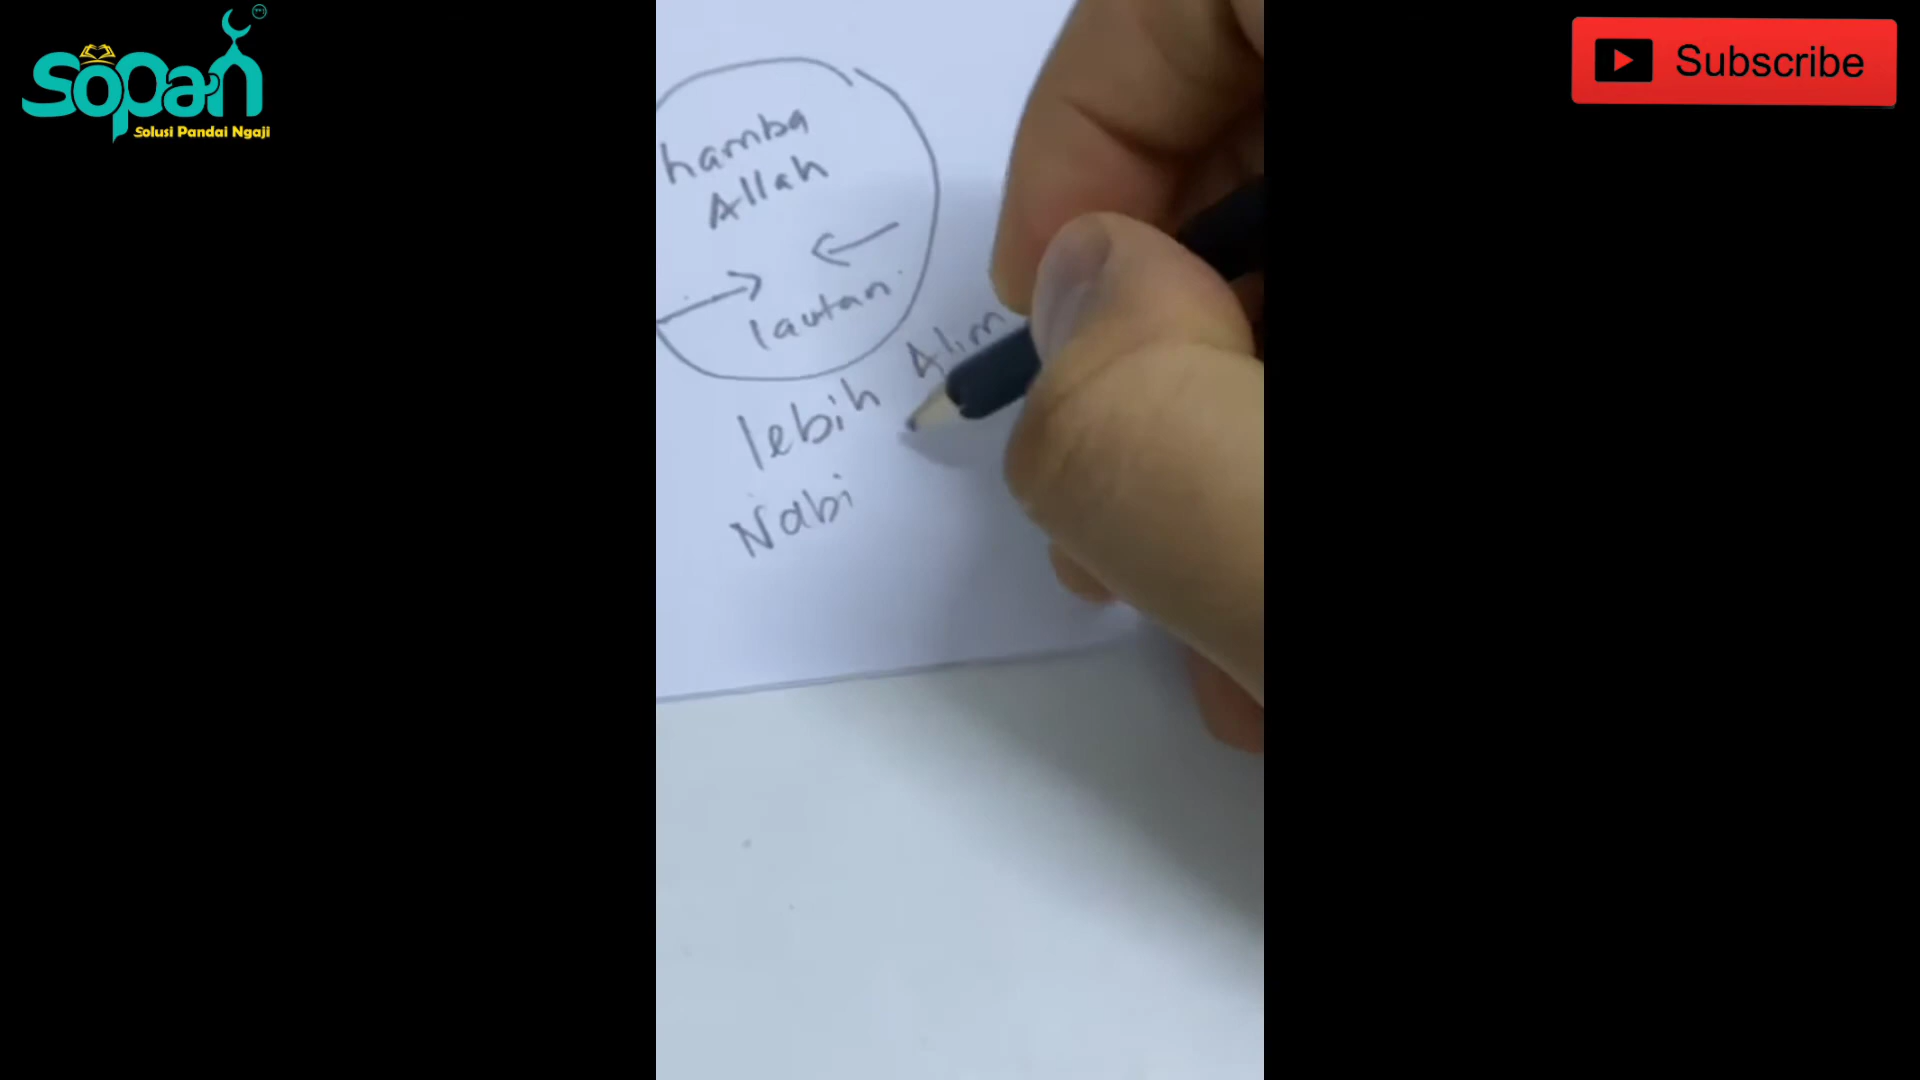 Sopan
Solusi Pandai Ngaji
Subscribe
hamba
Allah
lautan
lebih Alim
Nabi